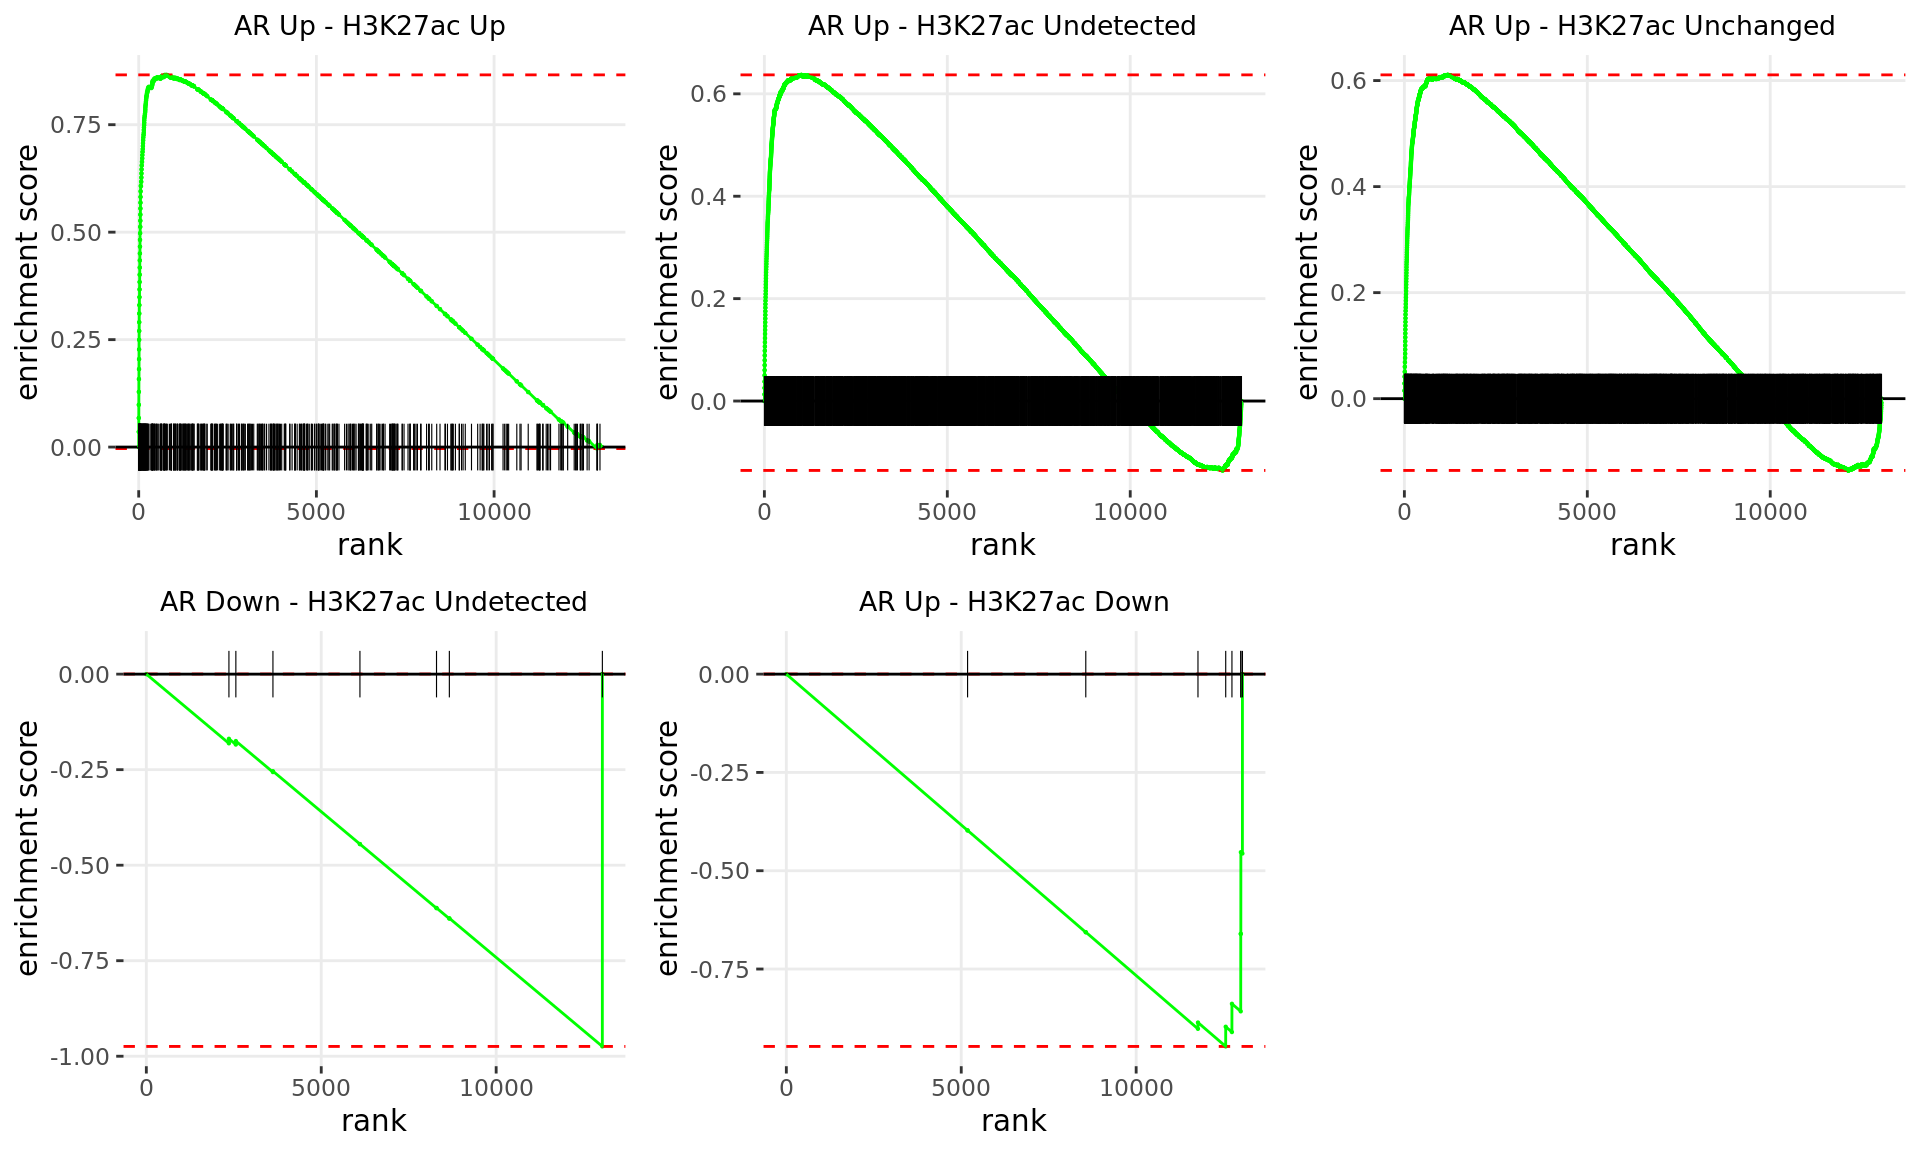 AR Up - H3K27ac Up
enrichment score
0.75
0.50
0.25
0.00
0 5000 10000
rank
AR Up - H3K27ac Undetected
enrichment score
0.6
0.4
0.2
0.0
0 5000 10000
rank
AR Up - H3K27ac Unchanged
enrichment score
0.6
0.4
0.2
0.0
0 5000 10000
rank
AR Down - H3K27ac Undetected
enrichment score
0.00
-0.25
-0.50
-0.75
-1.00
0 5000 10000
rank
AR Up - H3K27ac Down
enrichment score
0.00
-0.25
-0.50
-0.75
0 5000 10000
rank